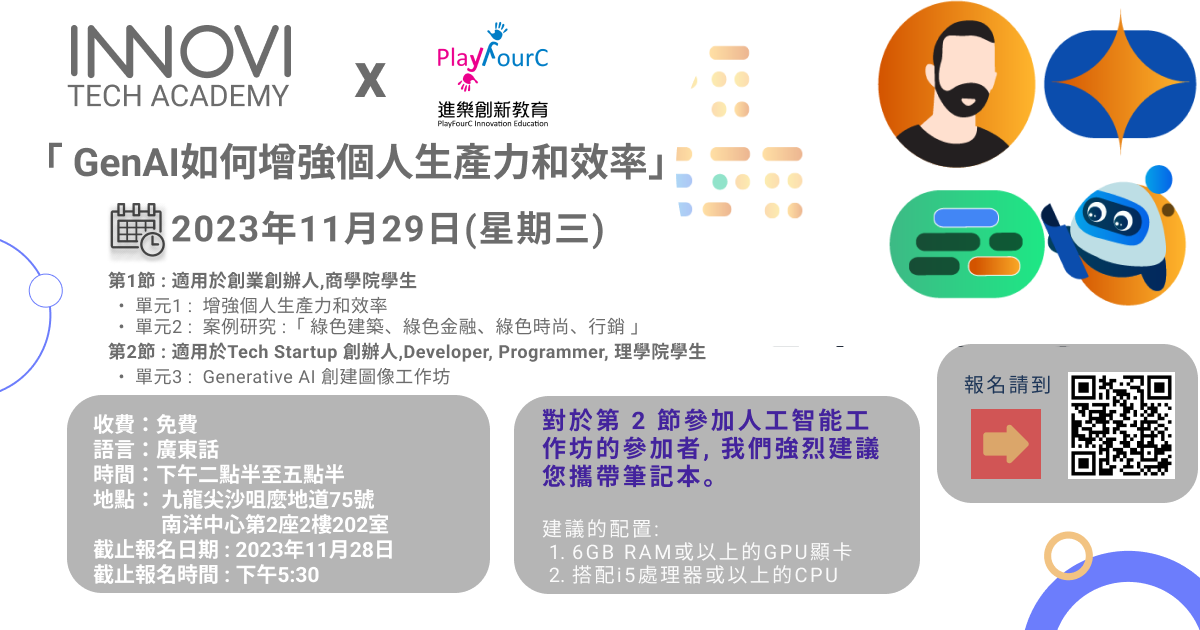 INNOVI
TECH ACADEMY
x
PlayFourC
進樂創新教育
PlayFourC Innovation Education
「 GenAI如何增強個人生產力和效率」
2023年11月29日(星期三)
第1節 : 適用於創業創辦人,商學院學生
• 單元1 : 增強個人生產力和效率
• 單元2 : 案例研究 :「 綠色建築、綠色金融、綠色時尚、行銷 」
第2節 : 適用於Tech Startup 創辦人,Developer, Programmer, 理學院學生
• 單元3 : Generative AI 創建圖像工作坊
收費：免費
語言：廣東話
時間：下午二點半至五點半
地點： 九龍尖沙咀麼地道75號
南洋中心第2座2樓202室
截止報名日期 : 2023年11月28日
截止報名時間 : 下午5:30
對於第 2 節參加人工智能工
作坊的參加者, 我們強烈建議
您攜帶筆記本。
建議的配置:
1. 6GB RAM或以上的GPU顯卡
2. 搭配i5處理器或以上的CPU
報名請到